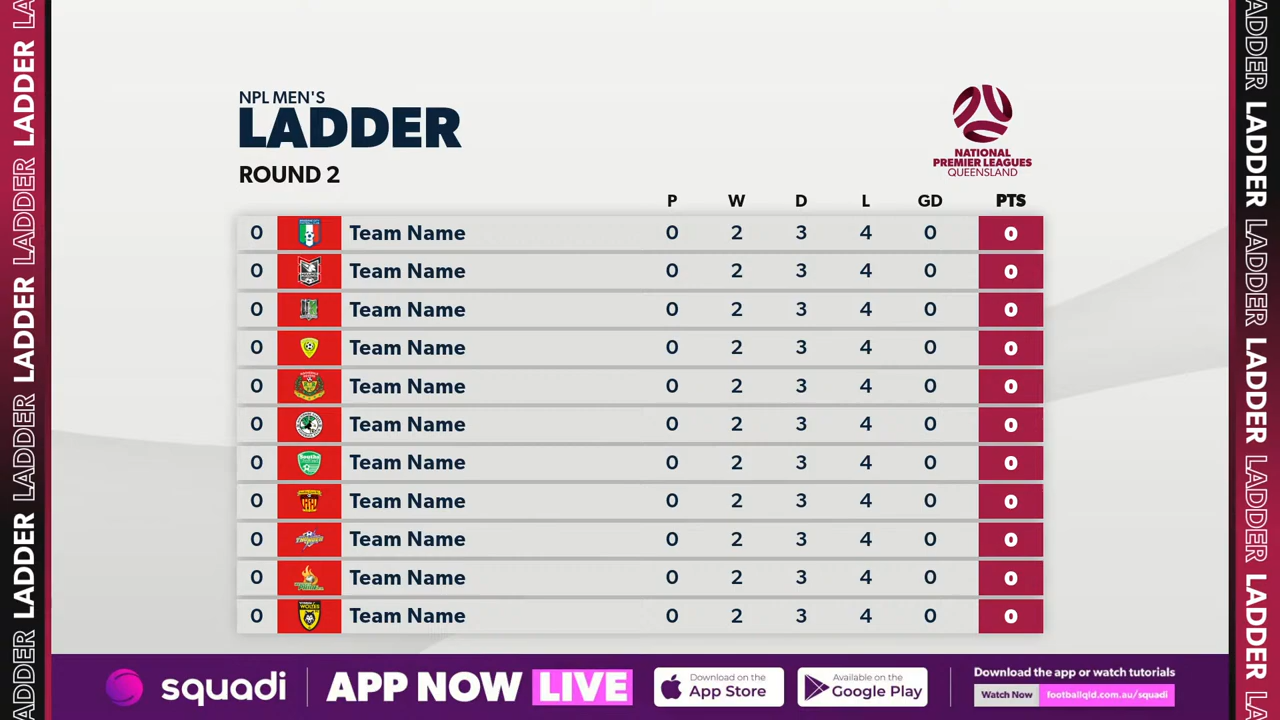 NPL MEN'S
LADDER
ROUND 2
NATIONAL
PREMIER LEAGUES
QUEENSLAND
P W D L GD PTS
0 Team Name 0 2 3 4 0 0
0 Team Name 0 2 3 4 0 0
0 Team Name 0 2 3 4 0 0
0 Team Name 0 2 3 4 0 0
0 Team Name 0 2 3 4 0 0
0 Team Name 0 2 3 4 0 0
0 Team Name 0 2 3 4 0 0
0 Team Name 0 2 3 4 0 0
0 Team Name 0 2 3 4 0 0
0 Team Name 0 2 3 4 0 0
0 Team Name 0 2 3 4 0 0
LADDER LADDER LADDER LADDER LADDER
LADDER LADDER LADDER LADDER LADDER
squadi
APP NOW LIVE
Download on the
App Store
Available on the
Google Play
Download the app or watch tutorials
Watch Now footballqld.com.au/squadi